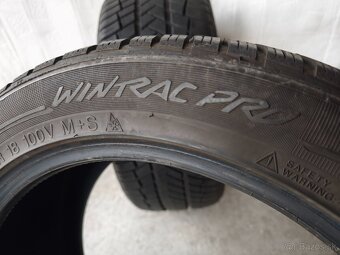 WINTRAC PRO
18 100V M+S
SAFETY
WARNING